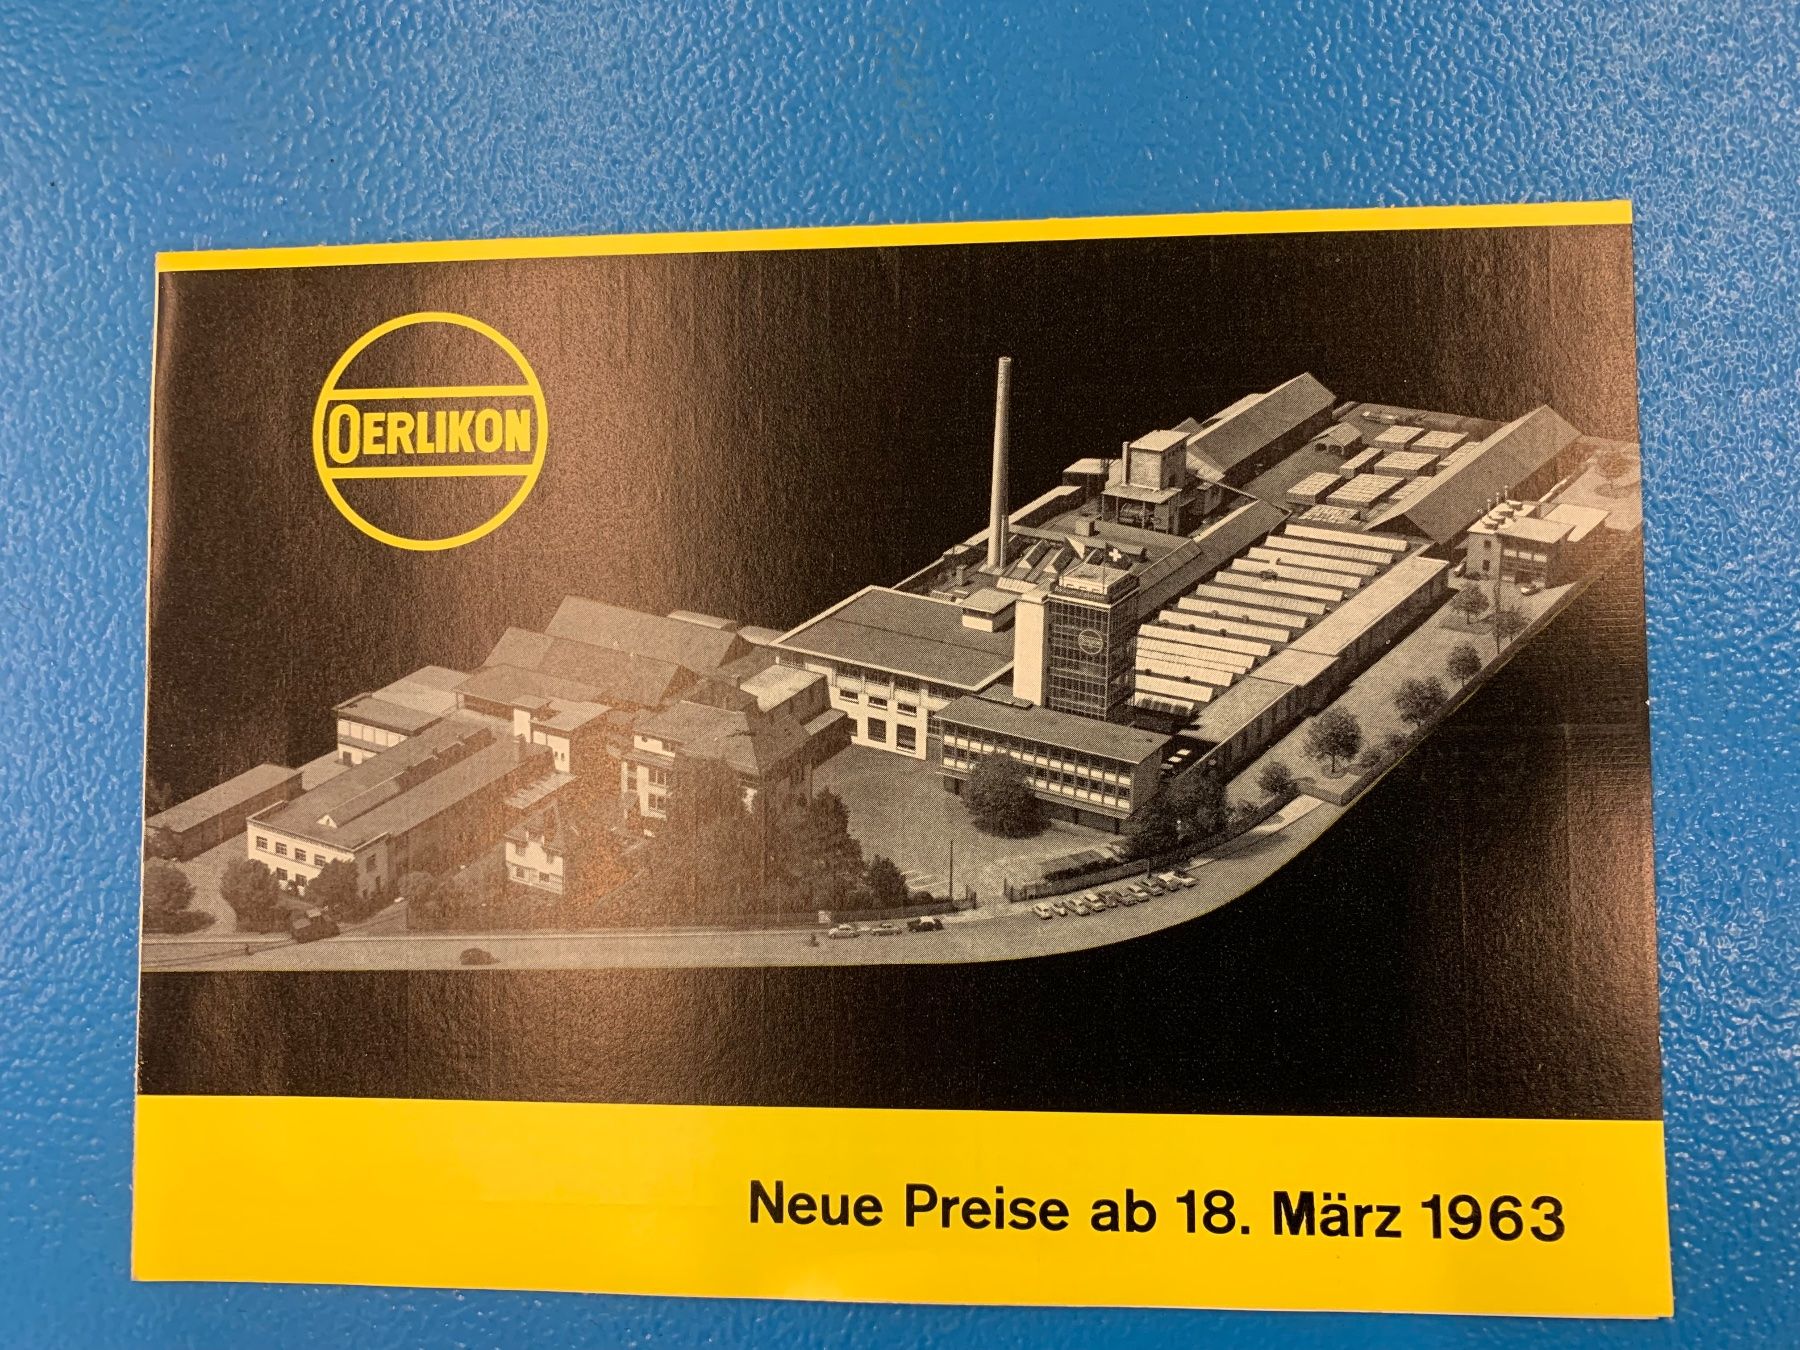 OERLIKON
Neue Preise ab 18. März 1963